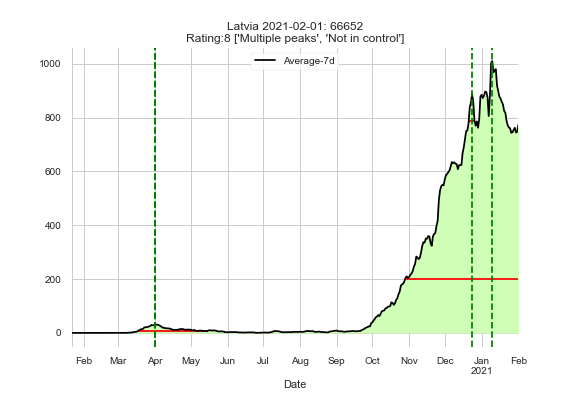 Latvia 2021-02-01: 66652
Rating:8 ['Multiple peaks', 'Not in control']
Average-7d
1000
800
600
400
200
0
Feb Mar Apr May Jun Jul Aug Sep Oct Nov Dec Jan Feb
2021
Date